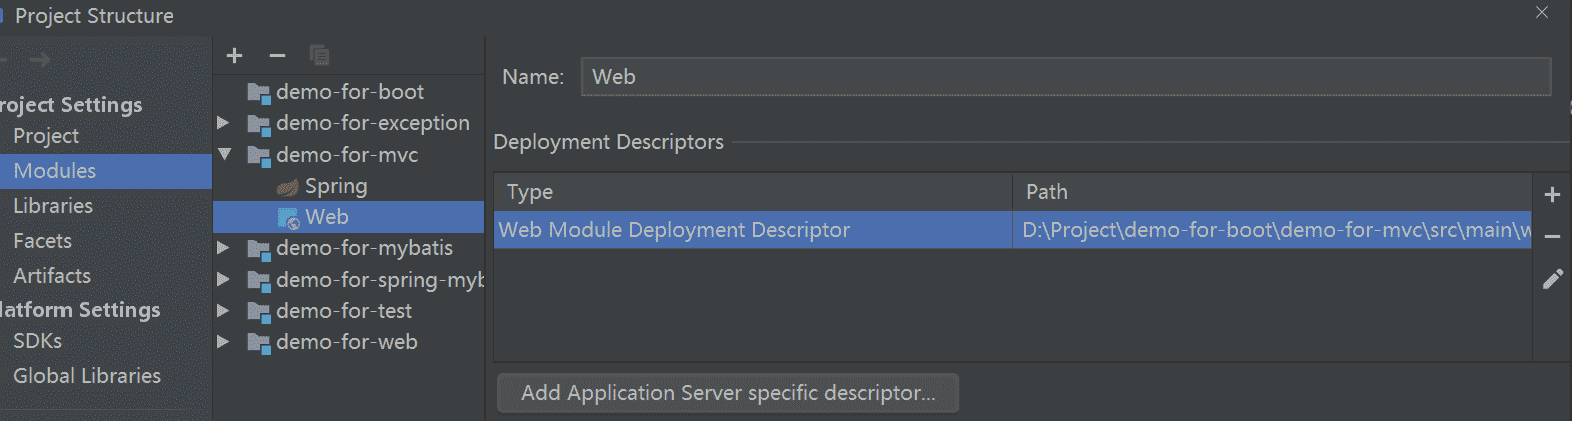 Project Structure
roject Settings
Project
Modules
Libraries
Facets
Artifacts
latform Settings
SDKs
Global Libraries
demo-for-boot
demo-for-exception
demo-for-mvc
Spring
Web
demo-for-mybatis
demo-for-spring-myb
demo-for-test
demo-for-web
Name: Web
Deployment Descriptors
Type Path
Web Module Deployment Descriptor D:\Project\demo-for-boot\demo-for-mvc\src\main\w
Add Application Server specific descriptor...